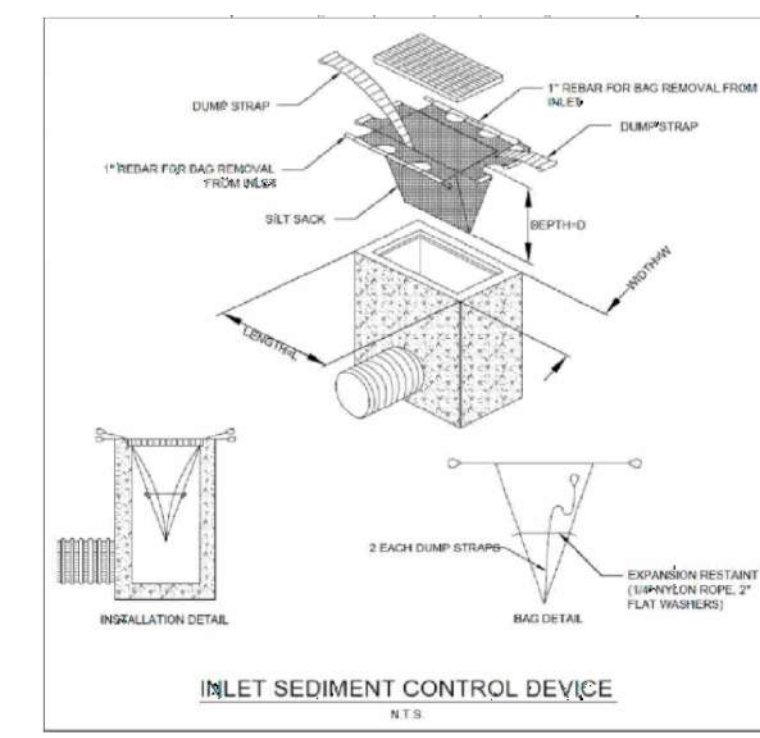 DUMP STRAP
1" REBAR FOR BAG REMOVAL FROM
INLET
DUMP STRAP
1" REBAR FOR BAG REMOVAL
FROM INLET
SILT SACK
DEPTH=D
WIDTH=W
LENGTH=L
2 EACH DUMP STRAPS
EXPANSION RESTAINT
(1/4" NYLON ROPE, 2"
FLAT WASHERS)
INSTALLATION DETAIL
BAG DETAIL
INLET SEDIMENT CONTROL DEVICE
N.T.S.